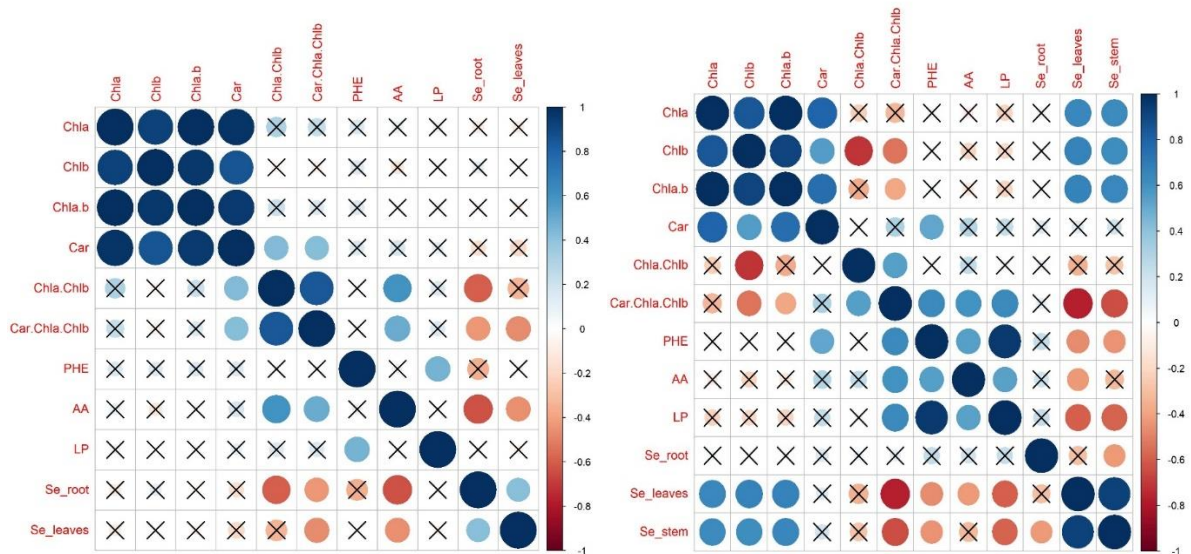 Chla Chlb Chla.b Car Chla.Chlb Car.Chla.Chlb PHE AA LP Se_root Se_leaves
Chla
Chlb
Chla.b
Car
Chla.Chlb
Car.Chla.Chlb
PHE
AA
LP
Se_root
Se_leaves
1
0.8
0.6
0.4
0.2
0
-0.2
-0.4
-0.6
-0.8
-1
Chla Chlb Chla.b Car Chla.Chlb Car.Chla.Chlb PHE AA LP Se_root Se_leaves Se_stem
Chla
Chlb
Chla.b
Car
Chla.Chlb
Car.Chla.Chlb
PHE
AA
LP
Se_root
Se_leaves
Se_stem
1
0.8
0.6
0.4
0.2
0
-0.2
-0.4
-0.6
-0.8
-1